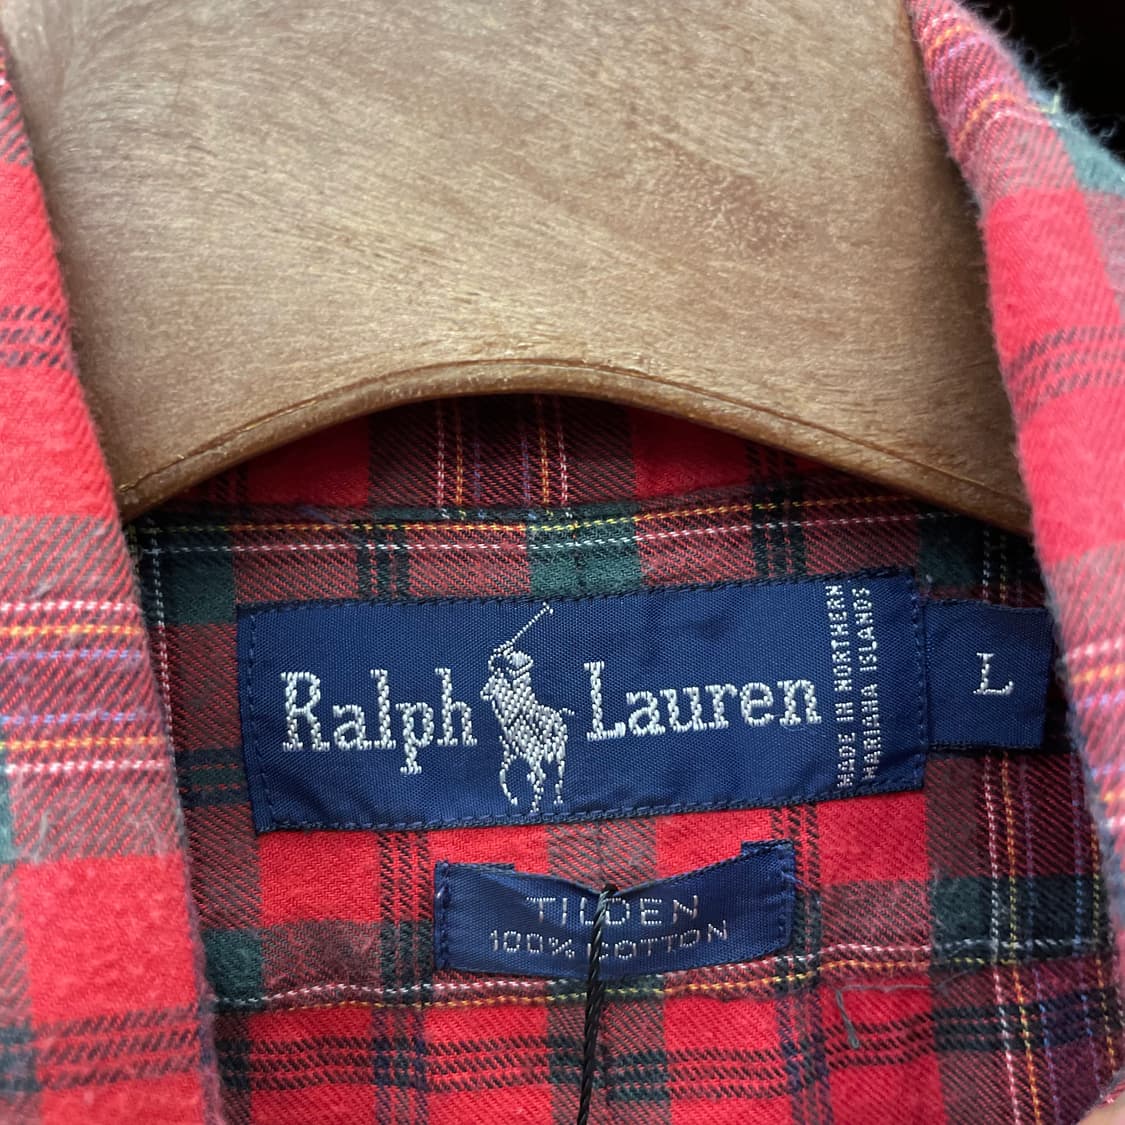 Ralph Lauren
MADE IN NORTHERN
MARIANA ISLANDS
L
TILDEN
100% COTTON